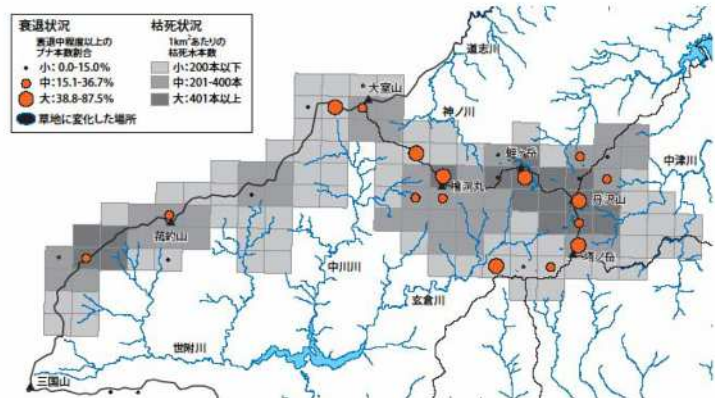 衰退状況
衰退中程度以上の
ブナ本数割合
小：0.0-15.0%
中：15.1-36.7%
大：38.8-87.5%
草地に変化した場所
枯死状況
1km²あたりの
枯死木本数
小：200本以下
中：201-400本
大：401本以上
道志川
大室山
神ノ川
蛭ヶ岳
中津川
檜洞丸
丹沢山
菰釣山
塔ノ岳
中川川
玄倉川
世附川
三国山